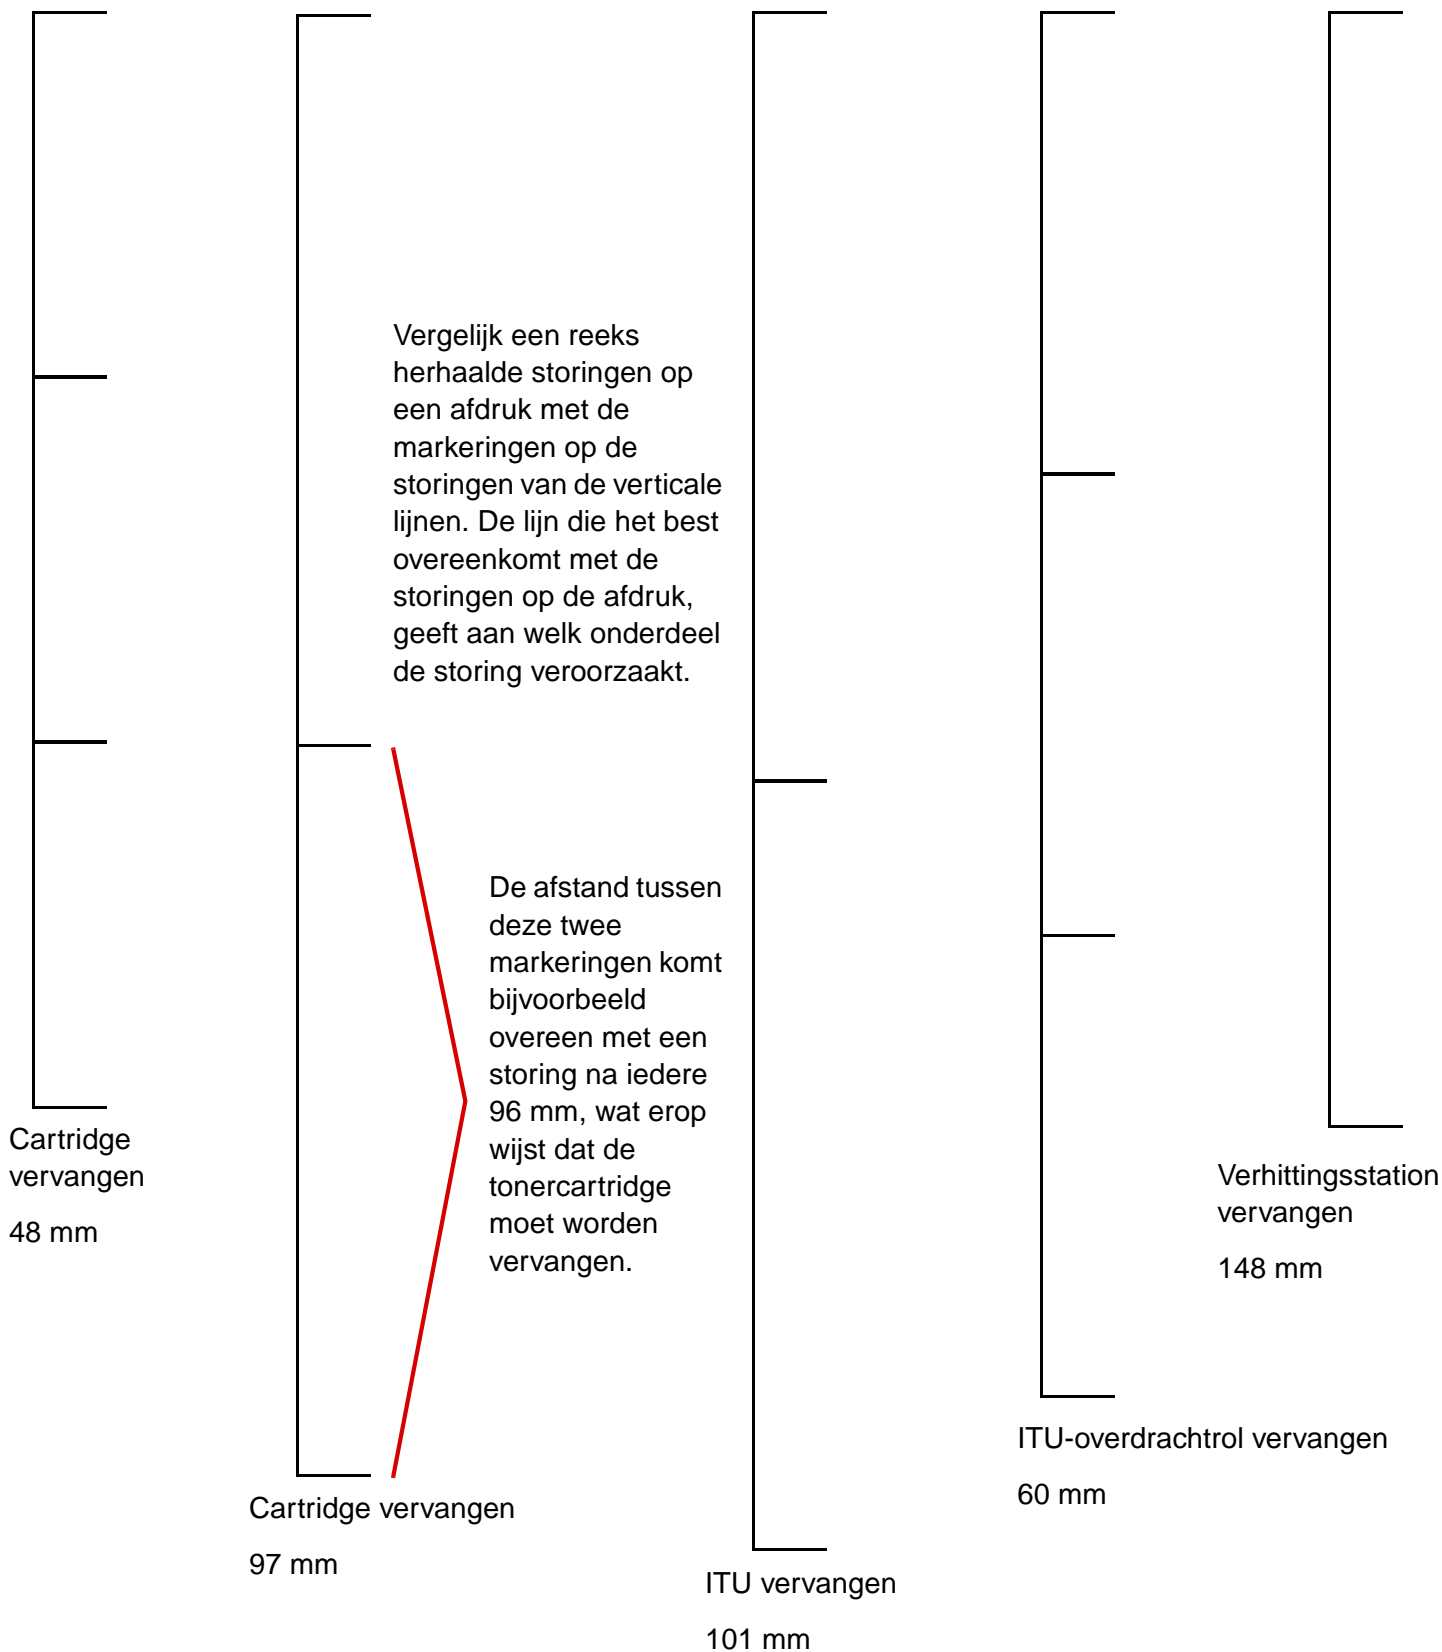 Vergelijk een reeks
herhaalde storingen op
een afdruk met de
markeringen op de
storingen van de verticale
lijnen. De lijn die het best
overeenkomt met de
storingen op de afdruk,
geeft aan welk onderdeel
de storing veroorzaakt.
De afstand tussen
deze twee
markeringen komt
bijvoorbeeld
overeen met een
storing na iedere
96 mm, wat erop
wijst dat de
tonercartridge
moet worden
vervangen.
Cartridge
vervangen
48 mm
Cartridge vervangen
97 mm
ITU vervangen
101 mm
ITU-overdrachtrol vervangen
60 mm
Verhittingsstation
vervangen
148 mm